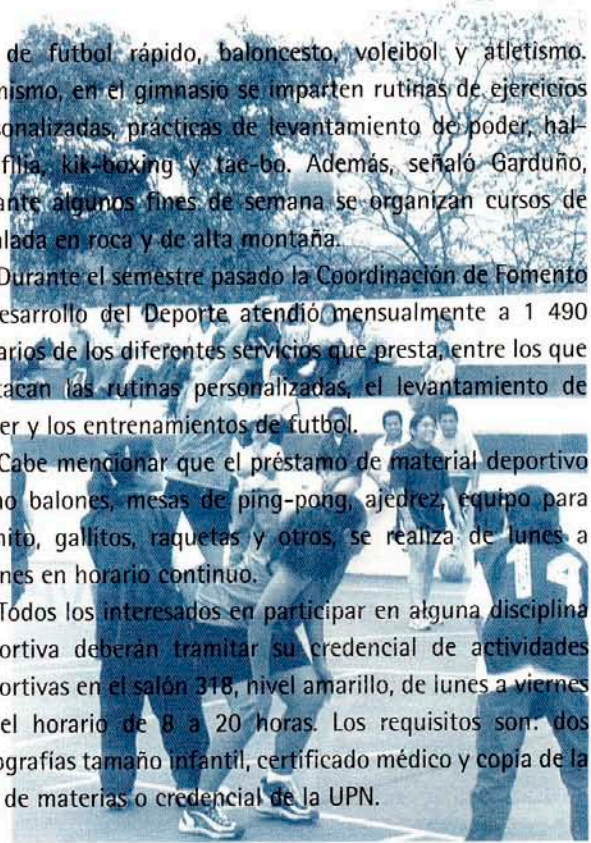 de futbol rápido, baloncesto, voleibol y atletismo.
mismo, en el gimnasio se imparten rutinas de ejercicios
sonalizadas, prácticas de levantamiento de poder, hal-
filia, kik-boxing y tae-bo. Además, señaló Garduño,
ante algunos fines de semana se organizan cursos de
alada en roca y de alta montaña.
Durante el semestre pasado la Coordinación de Fomento
esarrollo del Deporte atendió mensualmente a 1 490
arios de los diferentes servicios que presta, entre los que
tacan las rutinas personalizadas, el levantamiento de
er y los entrenamientos de futbol.
Cabe mencionar que el préstamo de material deportivo
no balones, mesas de ping-pong, ajedrez, equipo para
nito, gallitos, raquetas y otros, se realiza de lunes a
nes en horario continuo.
Todos los interesados en participar en alguna disciplina
ortiva deberán tramitar su credencial de actividades
ortivas en el salón 318, nivel amarillo, de lunes a viernes
el horario de 8 a 20 horas. Los requisitos son: dos
ografías tamaño infantil, certificado médico y copia de la
de materias o credencial de la UPN.
14